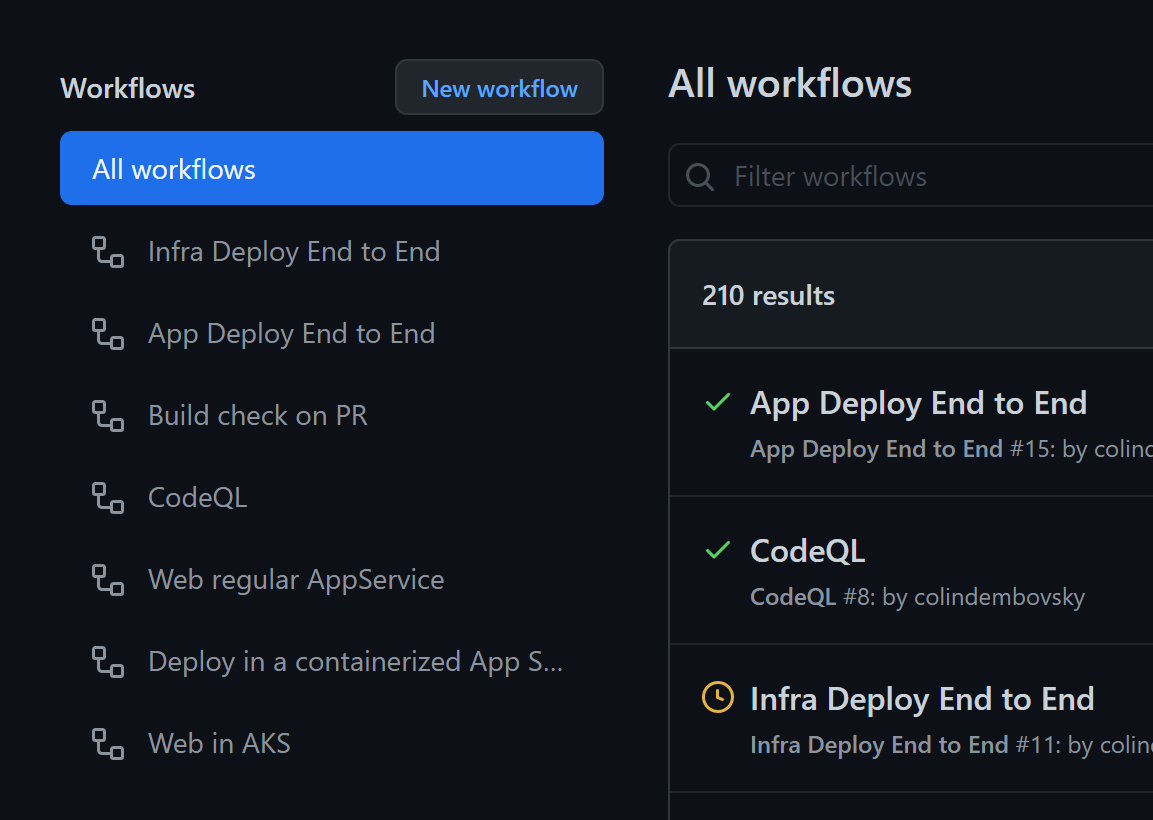 Workflows
New workflow
All workflows
Infra Deploy End to End
App Deploy End to End
Build check on PR
CodeQL
Web regular AppService
Deploy in a containerized App S...
Web in AKS
All workflows
Filter workflows
210 results
App Deploy End to End
App Deploy End to End #15: by colind
CodeQL
CodeQL #8: by colindembovsky
Infra Deploy End to End
Infra Deploy End to End #11: by colin